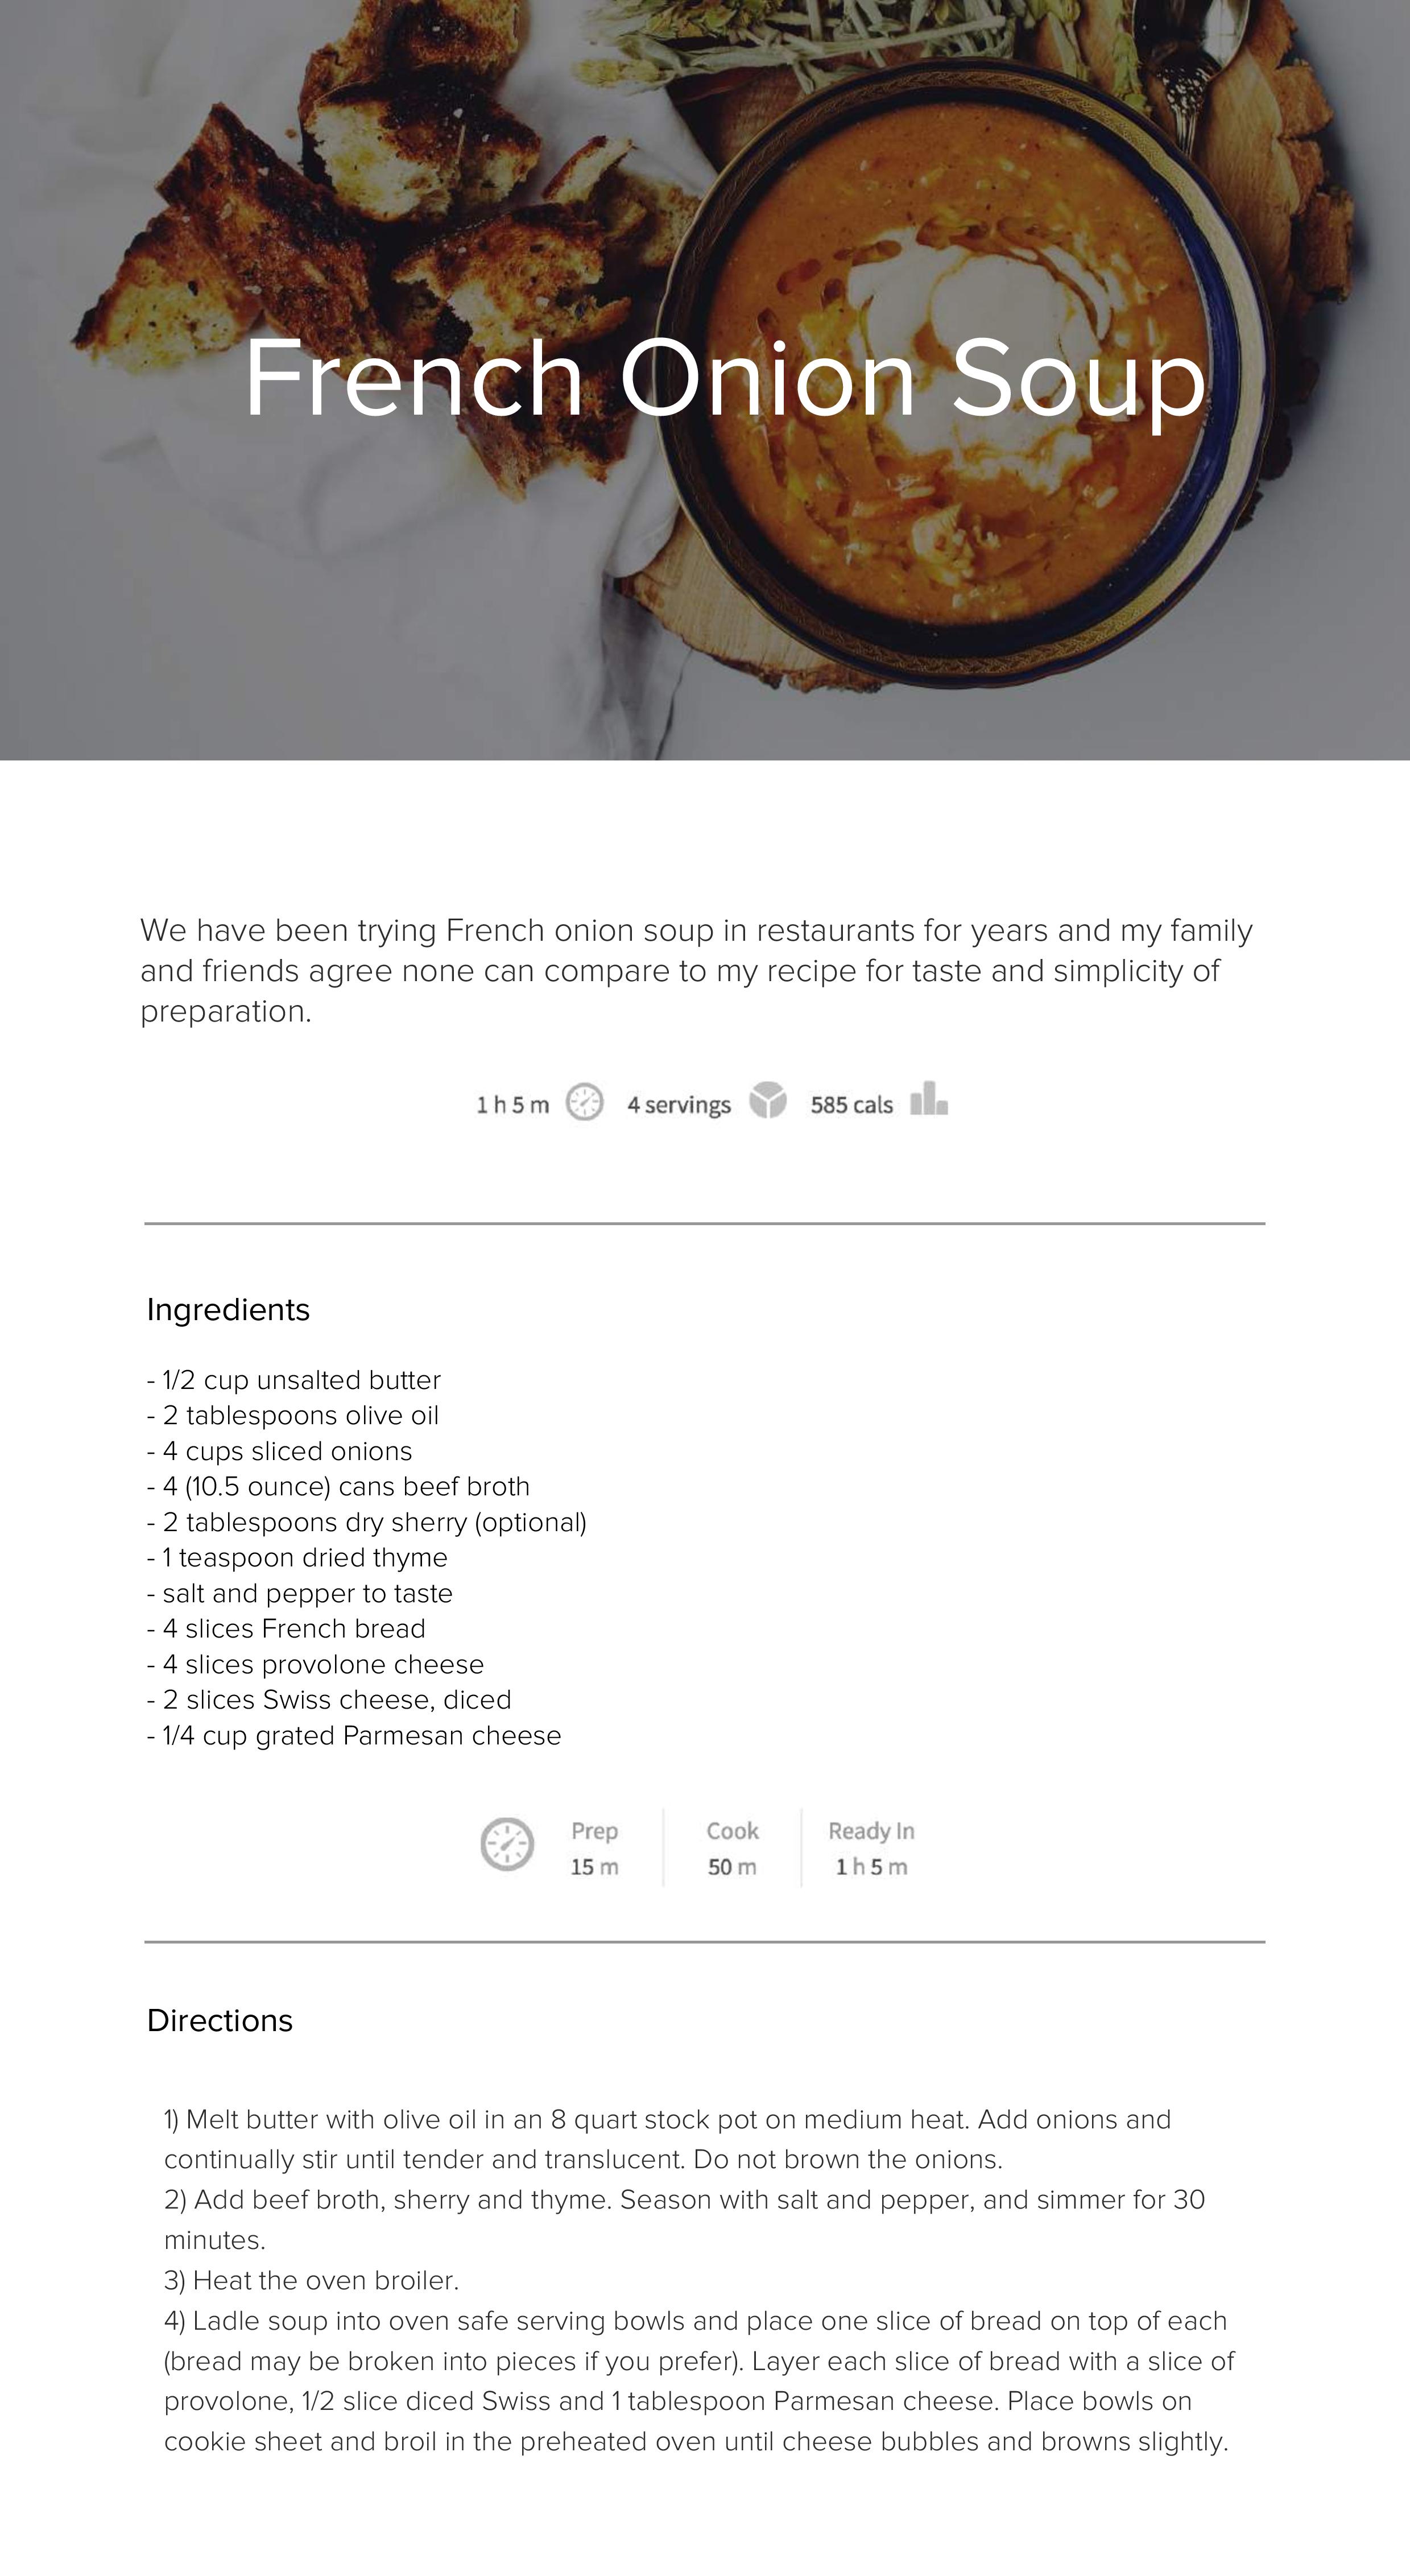 French Onion Soup
We have been trying French onion soup in restaurants for years and my family
and friends agree none can compare to my recipe for taste and simplicity of
preparation.
1 h 5 m 4 servings 585 cals
Ingredients
- 1/2 cup unsalted butter
- 2 tablespoons olive oil
- 4 cups sliced onions
- 4 (10.5 ounce) cans beef broth
- 2 tablespoons dry sherry (optional)
- 1 teaspoon dried thyme
- salt and pepper to taste
- 4 slices French bread
- 4 slices provolone cheese
- 2 slices Swiss cheese, diced
- 1/4 cup grated Parmesan cheese
Prep Cook Ready In
15 m 50 m 1 h 5 m
Directions
1) Melt butter with olive oil in an 8 quart stock pot on medium heat. Add onions and
continually stir until tender and translucent. Do not brown the onions.
2) Add beef broth, sherry and thyme. Season with salt and pepper, and simmer for 30
minutes.
3) Heat the oven broiler.
4) Ladle soup into oven safe serving bowls and place one slice of bread on top of each
(bread may be broken into pieces if you prefer). Layer each slice of bread with a slice of
provolone, 1/2 slice diced Swiss and 1 tablespoon Parmesan cheese. Place bowls on
cookie sheet and broil in the preheated oven until cheese bubbles and browns slightly.